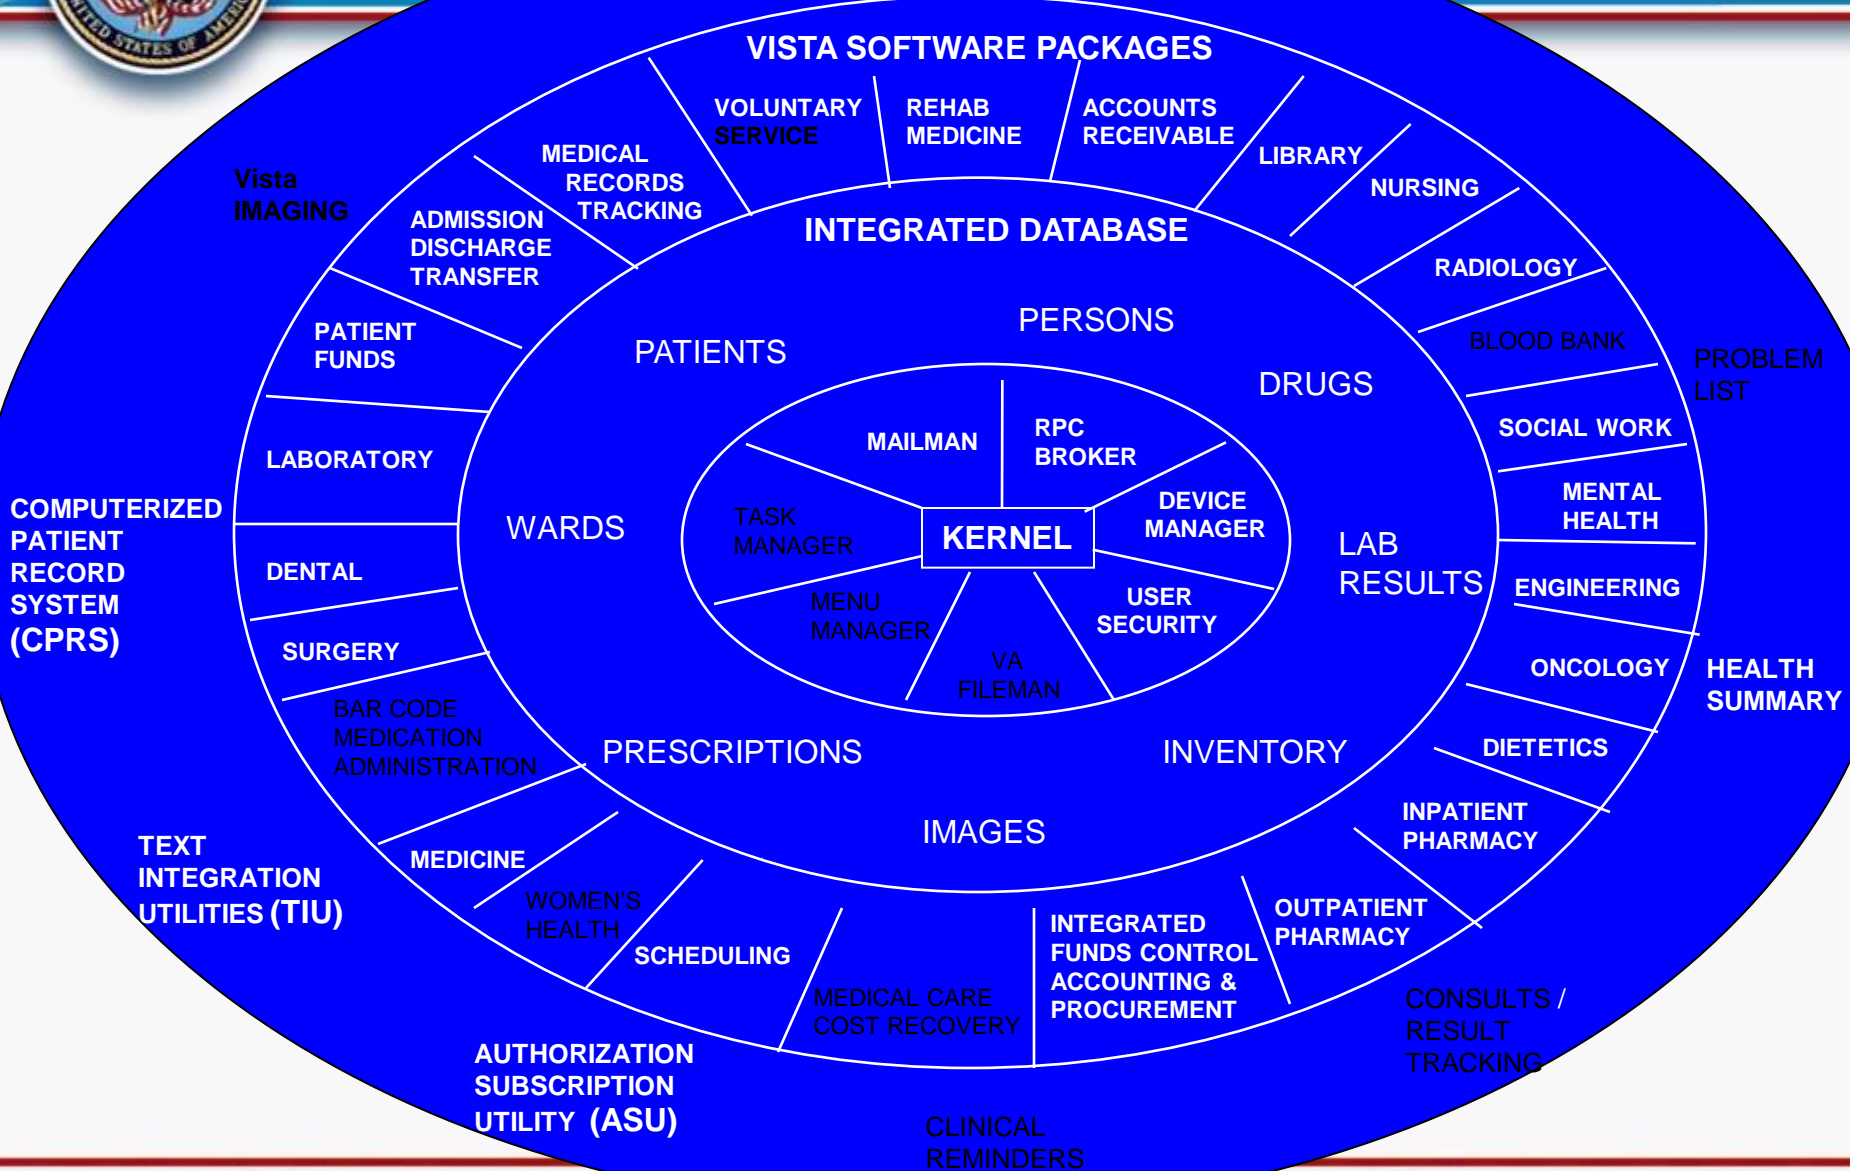 UNITED STATES OF AMERICA
VISTA SOFTWARE PACKAGES
VOLUNTARY
SERVICE
REHAB
MEDICINE
ACCOUNTS
RECEIVABLE
LIBRARY
NURSING
RADIOLOGY
BLOOD BANK
SOCIAL WORK
MENTAL
HEALTH
ENGINEERING
ONCOLOGY
DIETETICS
INPATIENT
PHARMACY
OUTPATIENT
PHARMACY
INTEGRATED
FUNDS CONTROL
ACCOUNTING &
PROCUREMENT
MEDICAL CARE
COST RECOVERY
SCHEDULING
WOMEN'S
HEALTH
MEDICINE
BAR CODE
MEDICATION
ADMINISTRATION
SURGERY
DENTAL
LABORATORY
PATIENT
FUNDS
ADMISSION
DISCHARGE
TRANSFER
MEDICAL
RECORDS
TRACKING
INTEGRATED DATABASE
PERSONS
PATIENTS
DRUGS
WARDS
LAB
RESULTS
PRESCRIPTIONS
INVENTORY
IMAGES
MAILMAN
RPC
BROKER
DEVICE
MANAGER
USER
SECURITY
VA
FILEMAN
MENU
MANAGER
TASK
MANAGER
KERNEL
Vista
IMAGING
PROBLEM
LIST
COMPUTERIZED
PATIENT
RECORD
SYSTEM
(CPRS)
HEALTH
SUMMARY
TEXT
INTEGRATION
UTILITIES (TIU)
CONSULTS /
RESULT
TRACKING
AUTHORIZATION
SUBSCRIPTION
UTILITY (ASU)
CLINICAL
REMINDERS